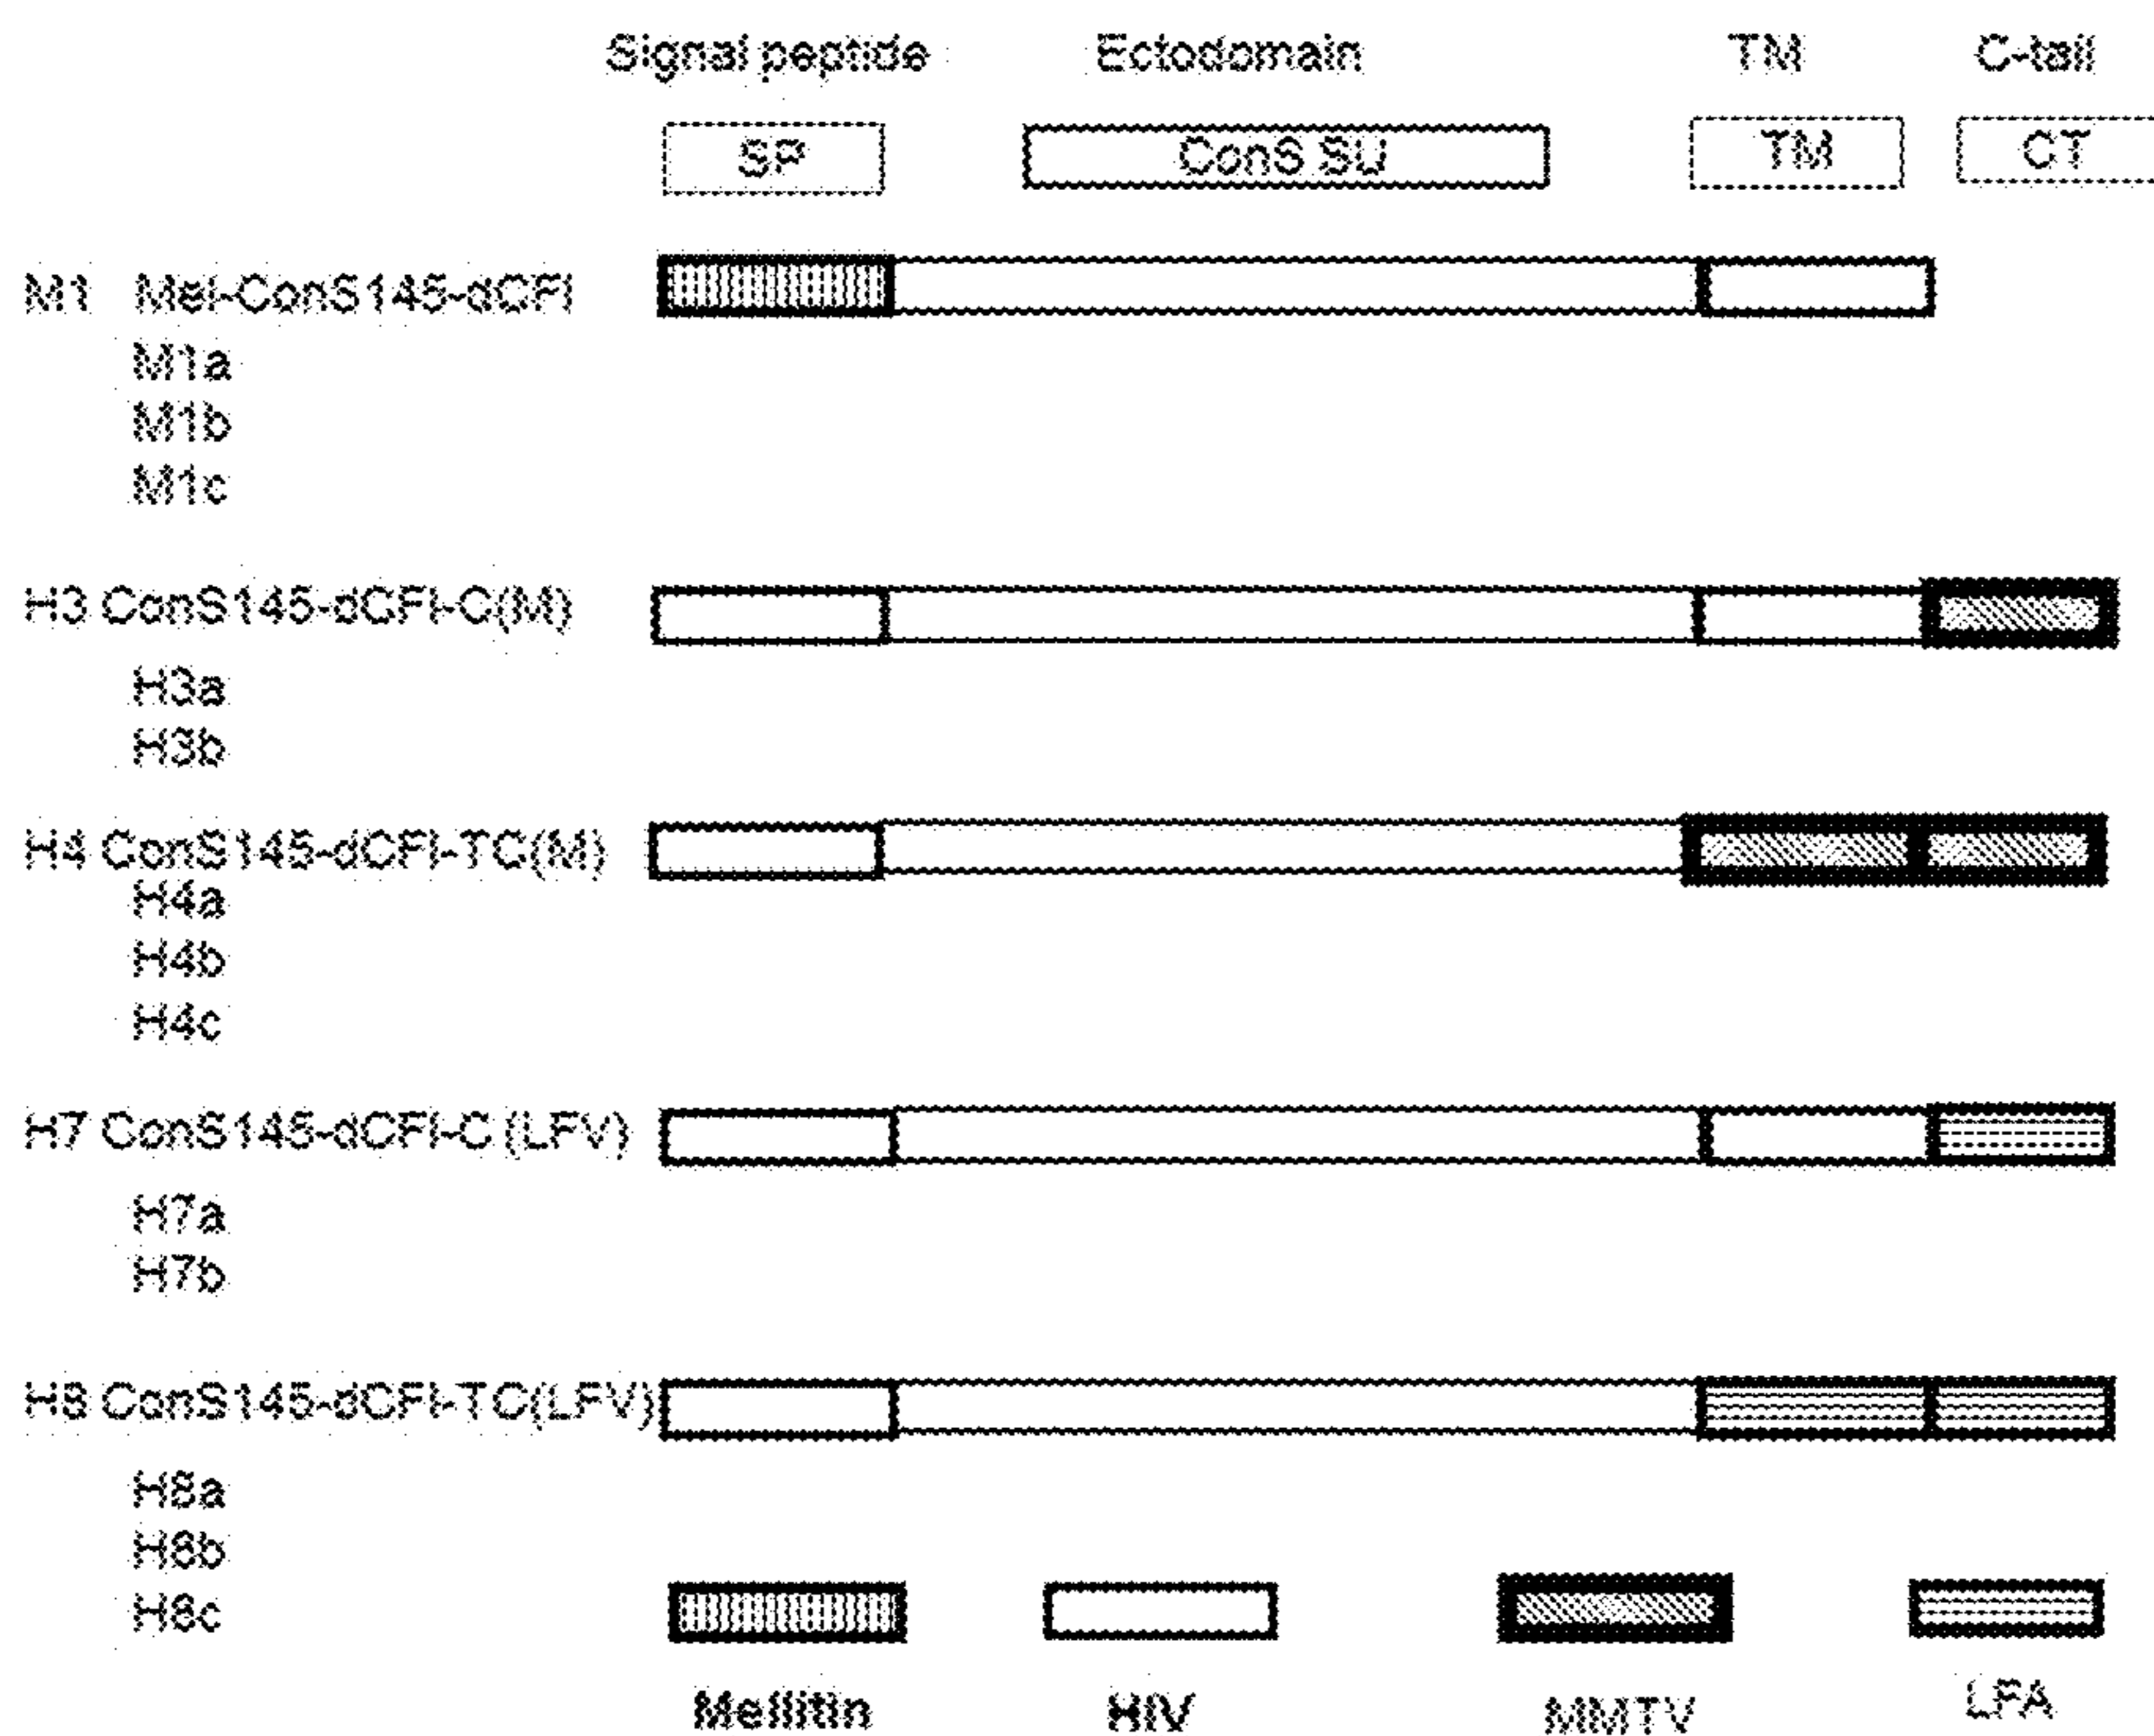 Signal peptide Ectodomain TM C-tail
SP ConS SU TM CT
M1 Mel-ConS145-dCFI
M1a
M1b
M1c
H3 ConS145-dCFI-C(M)
H3a
H3b
H4 ConS145-dCFI-TC(M)
H4a
H4b
H4c
H7 ConS145-dCFI-C (LFV)
H7a
H7b
H8 ConS145-dCFI-TC(LFV)
H8a
H8b
H8c
Mellitin HIV MMTV LFA